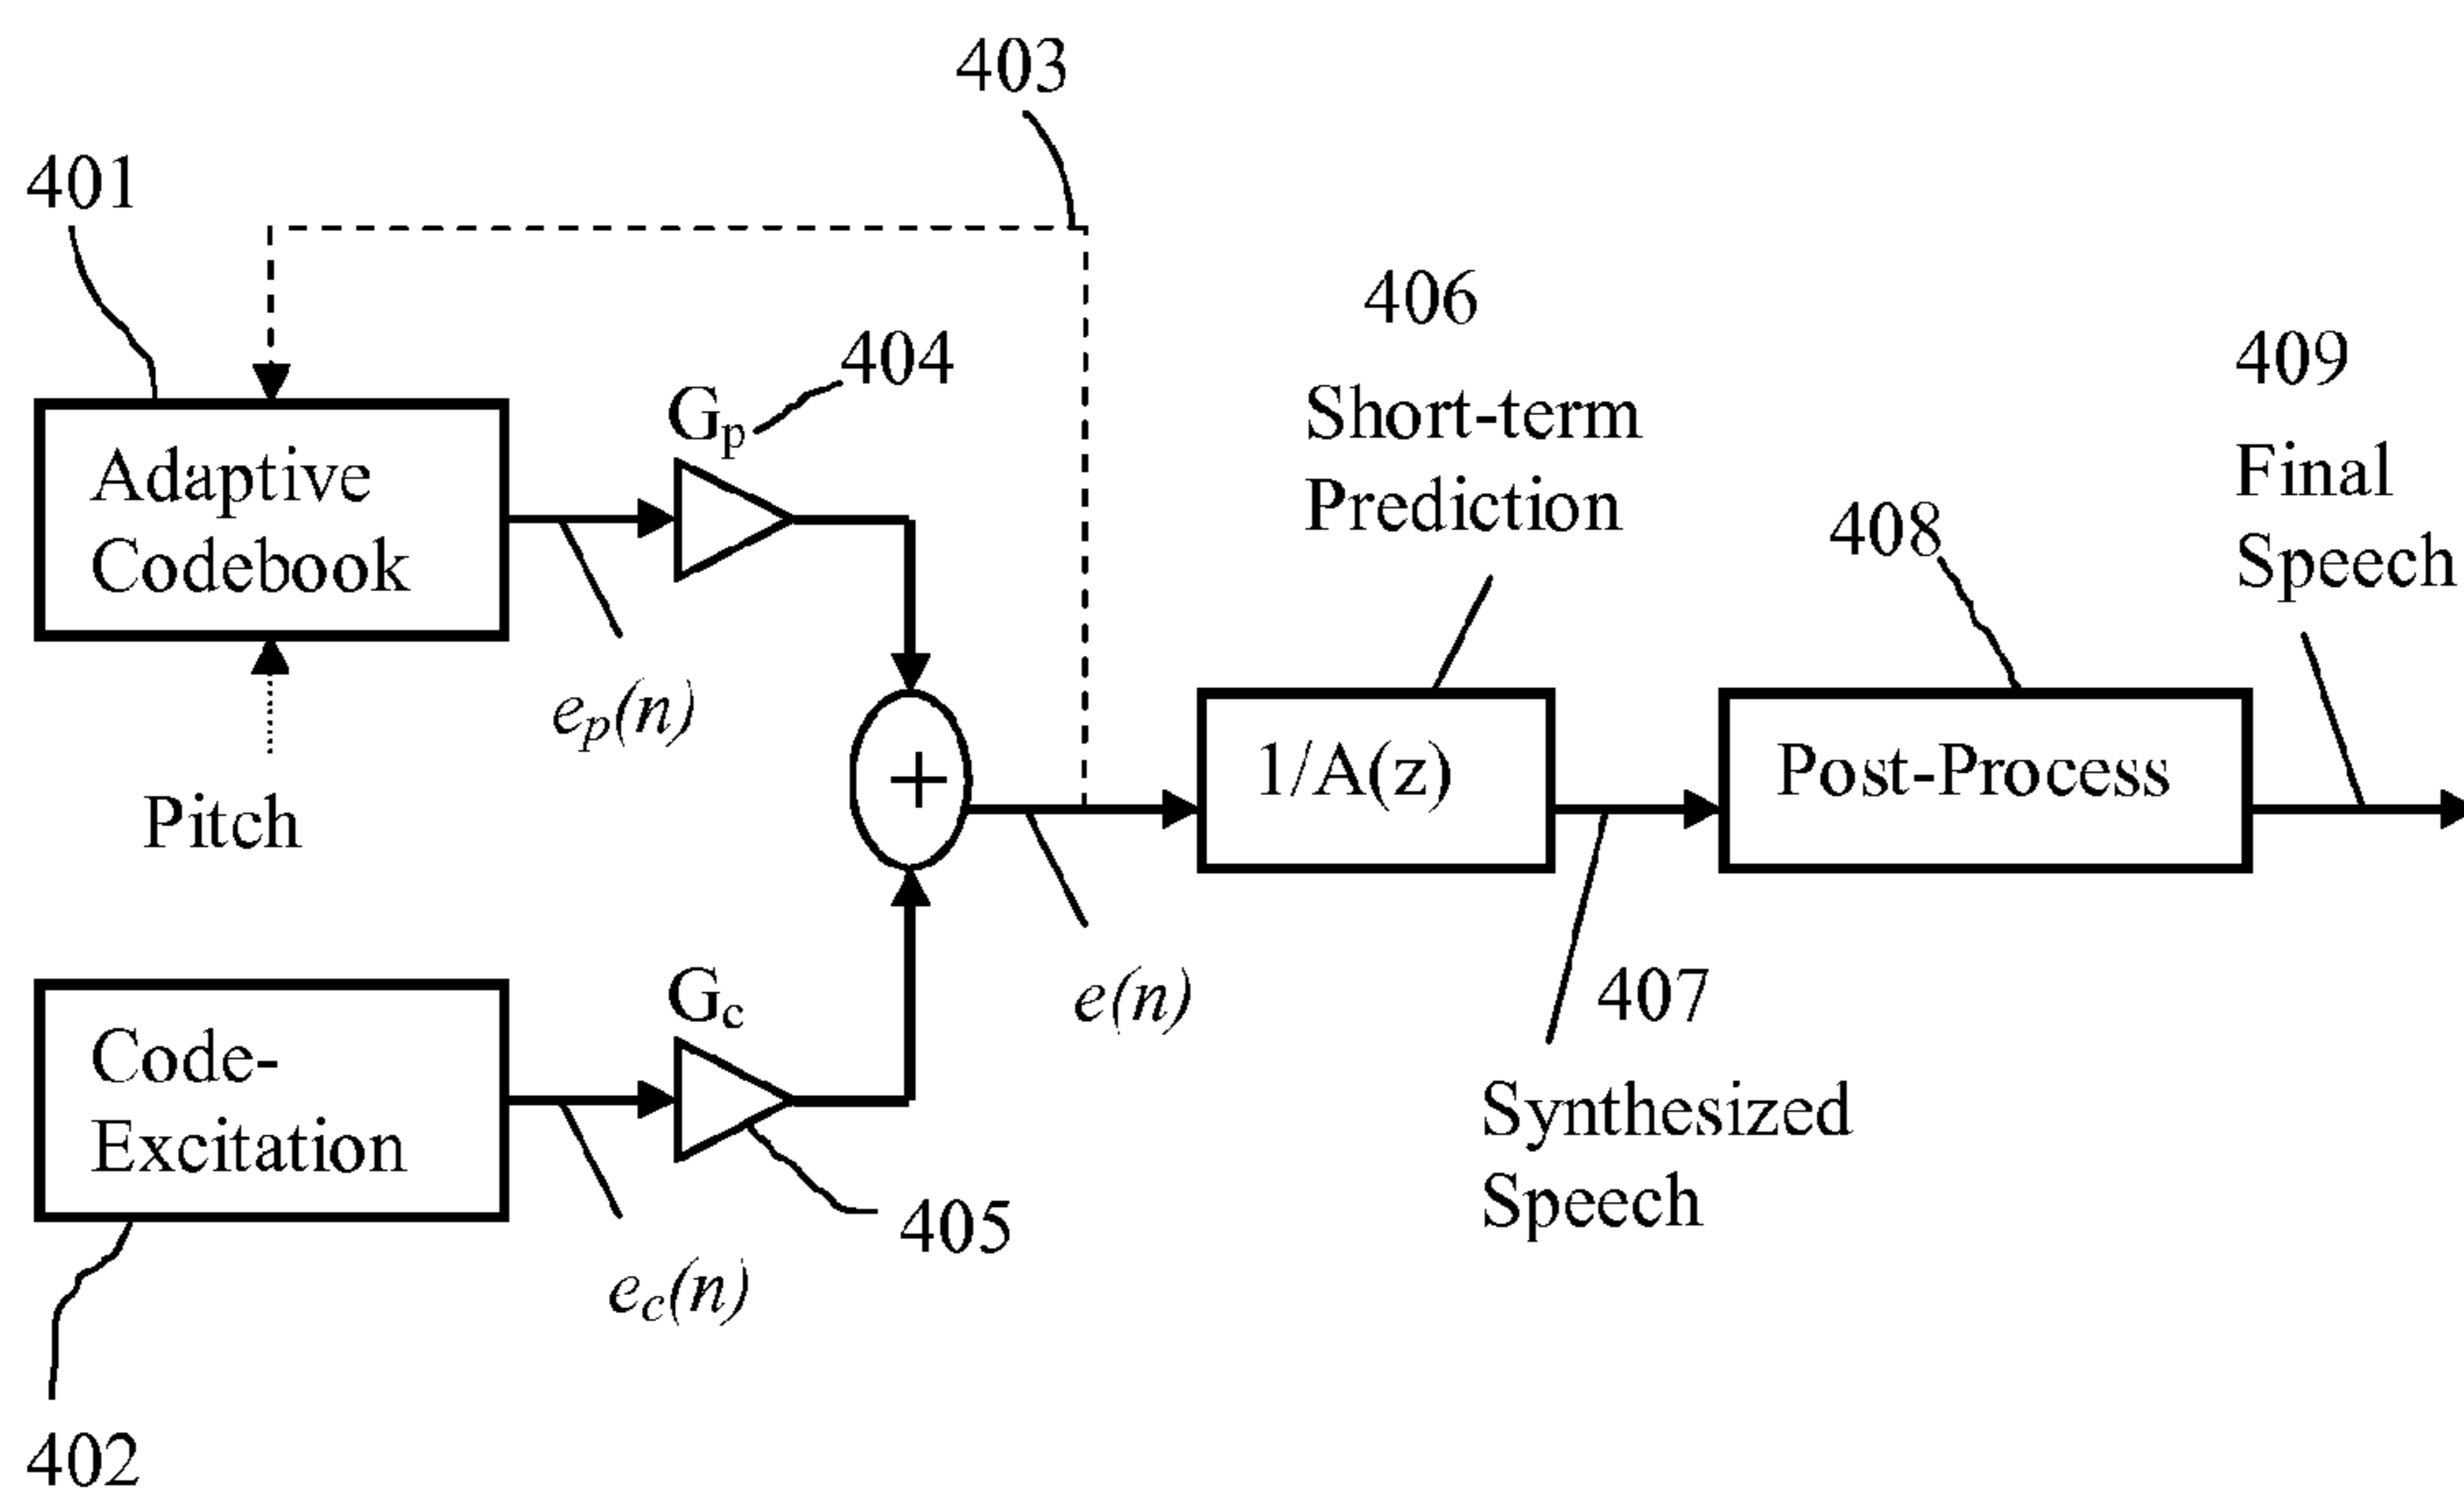 403
401
406
Short-term
Prediction
404
409
Final
Speech
Gp
408
Adaptive
Codebook
ep(n)
1/A(z)
Post-Process
+
Pitch
Gc
e(n)
407
Synthesized
Speech
Code-
Excitation
405
ec(n)
402